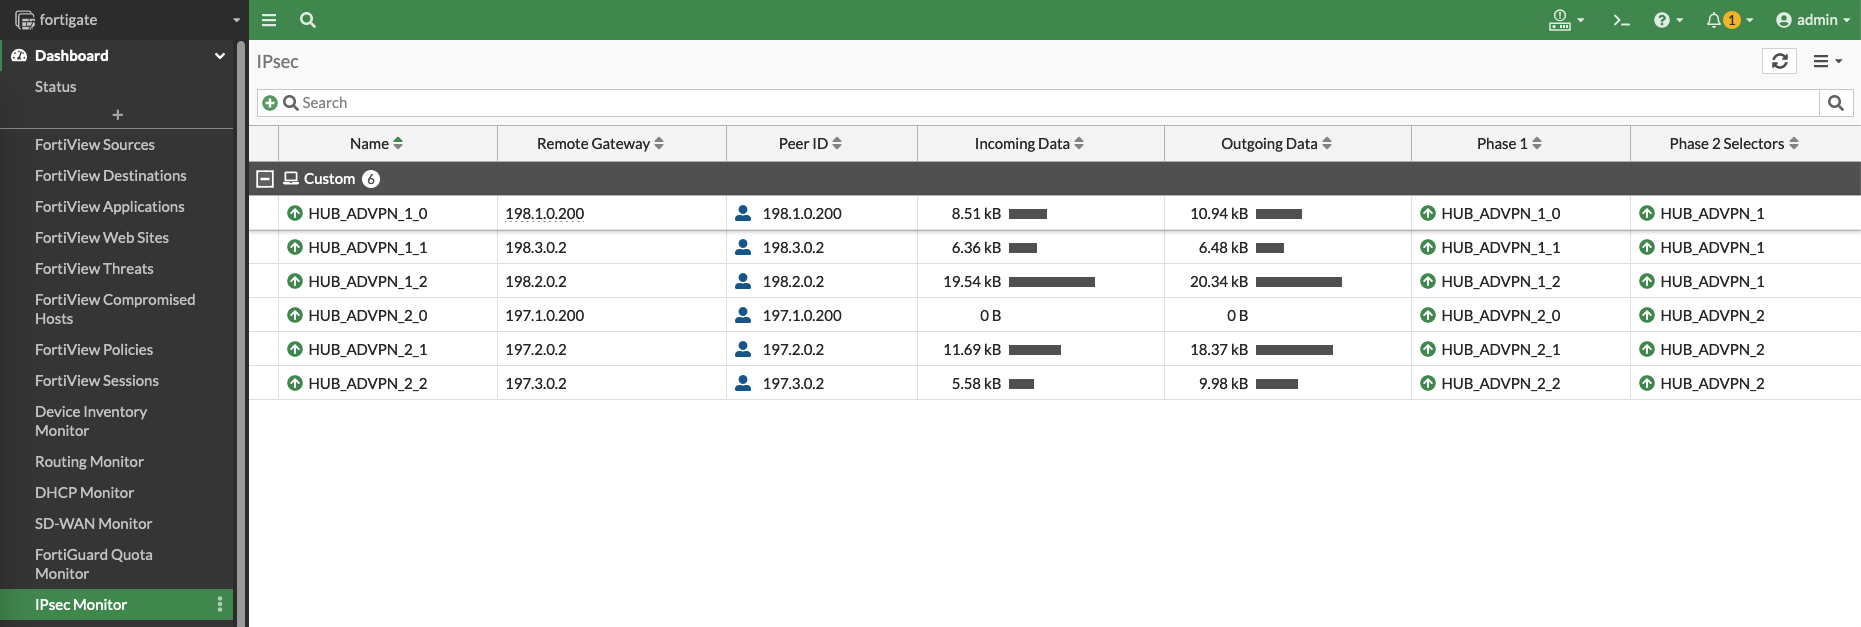 fortigate
1
admin
Dashboard
Status
FortiView Sources
FortiView Destinations
FortiView Applications
FortiView Web Sites
FortiView Threats
FortiView Compromised
Hosts
FortiView Policies
FortiView Sessions
Device Inventory
Monitor
Routing Monitor
DHCP Monitor
SD-WAN Monitor
FortiGuard Quota
Monitor
IPsec Monitor
IPsec
Search
Name Remote Gateway Peer ID Incoming Data Outgoing Data Phase 1 Phase 2 Selectors
Custom 6
HUB_ADVPN_1_0 198.1.0.200 198.1.0.200 8.51 kB 10.94 kB HUB_ADVPN_1_0 HUB_ADVPN_1
HUB_ADVPN_1_1 198.3.0.2 198.3.0.2 6.36 kB 6.48 kB HUB_ADVPN_1_1 HUB_ADVPN_1
HUB_ADVPN_1_2 198.2.0.2 198.2.0.2 19.54 kB 20.34 kB HUB_ADVPN_1_2 HUB_ADVPN_1
HUB_ADVPN_2_0 197.1.0.200 197.1.0.200 0 B 0 B HUB_ADVPN_2_0 HUB_ADVPN_2
HUB_ADVPN_2_1 197.2.0.2 197.2.0.2 11.69 kB 18.37 kB HUB_ADVPN_2_1 HUB_ADVPN_2
HUB_ADVPN_2_2 197.3.0.2 197.3.0.2 5.58 kB 9.98 kB HUB_ADVPN_2_2 HUB_ADVPN_2